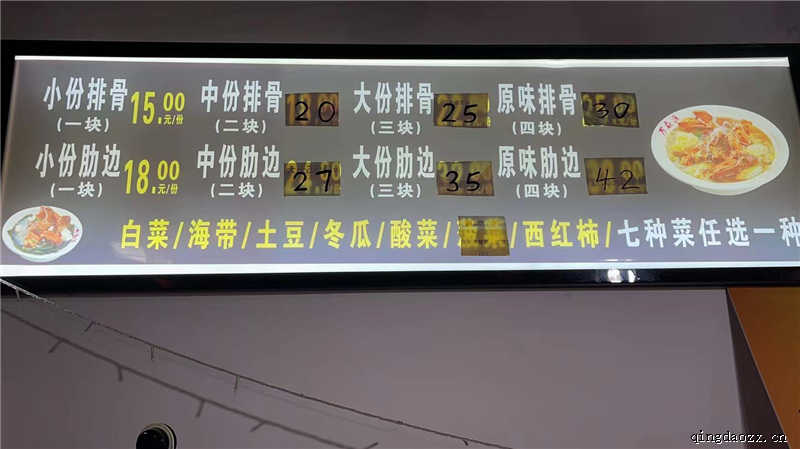 小份排骨 15.00 元/份 中份排骨 20 大份排骨 25 原味排骨 30
(一块) (二块) (三块) (四块)
小份肋边 18.00 元/份 中份肋边 27 大份肋边 35 原味肋边 42
(一块) (二块) (三块) (四块)
白菜/海带/土豆/冬瓜/酸菜/菠菜/西红柿/七种菜任选一种
qingdaozx.cn